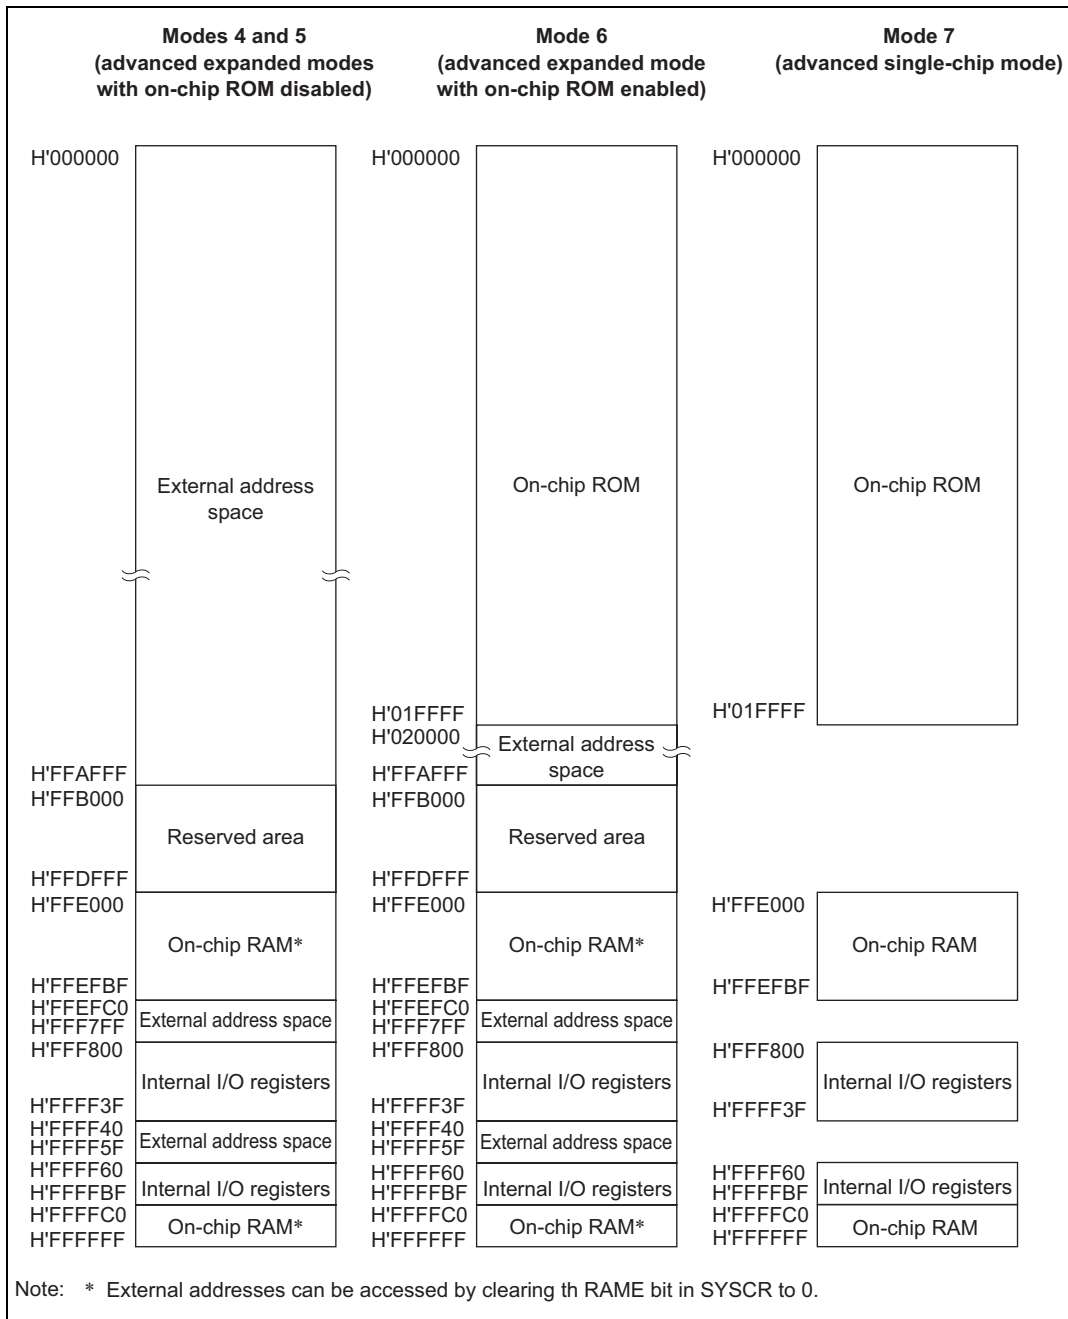 Modes 4 and 5
(advanced expanded modes
with on-chip ROM disabled)
Mode 6
(advanced expanded mode
with on-chip ROM enabled)
Mode 7
(advanced single-chip mode)
H'000000
External address
space
H'FFAFFF
H'FFB000
Reserved area
H'FFDFFF
H'FFE000
On-chip RAM*
H'FFEFBF
H'FFEFC0
External address space
H'FFF7FF
H'FFF800
Internal I/O registers
H'FFFF3F
H'FFFF40
External address space
H'FFFF5F
H'FFFF60
Internal I/O registers
H'FFFFBF
H'FFFFC0
On-chip RAM*
H'FFFFFF
H'000000
On-chip ROM
H'01FFFF
H'020000
External address
space
H'FFAFFF
H'FFB000
Reserved area
H'FFDFFF
H'FFE000
On-chip RAM*
H'FFEFBF
H'FFEFC0
External address space
H'FFF7FF
H'FFF800
Internal I/O registers
H'FFFF3F
H'FFFF40
External address space
H'FFFF5F
H'FFFF60
Internal I/O registers
H'FFFFBF
H'FFFFC0
On-chip RAM*
H'FFFFFF
H'000000
On-chip ROM
H'01FFFF
H'FFE000
On-chip RAM
H'FFEFBF
H'FFF800
Internal I/O registers
H'FFFF3F
H'FFFF60
Internal I/O registers
H'FFFFBF
H'FFFFC0
On-chip RAM
H'FFFFFF
Note: * External addresses can be accessed by clearing th RAME bit in SYSCR to 0.